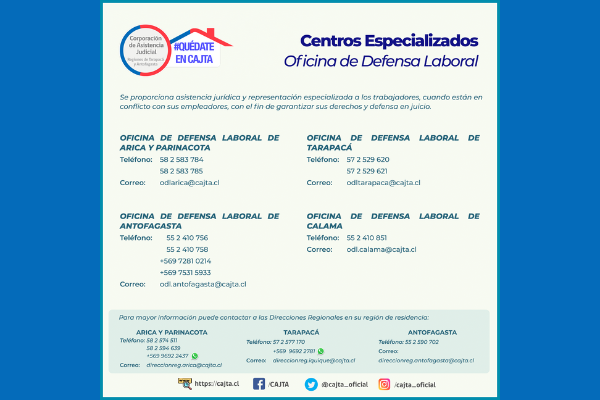 Corporación
de Asistencia
Judicial
Regiones de Tarapacá
y Antofagasta
#QUÉDATE
EN CAJTA
Centros Especializados
Oficina de Defensa Laboral
Se proporciona asistencia jurídica y representación especializada a los trabajadores, cuando están en
conflicto con sus empleadores, con el fin de garantizar sus derechos y defensa en juicio.
OFICINA DE DEFENSA LABORAL DE
ARICA Y PARINACOTA
Teléfono: 58 2 583 784
58 2 583 785
Correo: odlarica@cajta.cl
OFICINA DE DEFENSA LABORAL DE
TARAPACÁ
Teléfono: 57 2 529 620
57 2 529 621
Correo: odltarapaca@cajta.cl
OFICINA DE DEFENSA LABORAL DE
ANTOFAGASTA
Teléfono: 55 2 410 756
55 2 410 758
+569 7281 0214
+569 7531 5933
Correo: odl.antofagasta@cajta.cl
OFICINA DE DEFENSA LABORAL DE
CALAMA
Teléfono: 55 2 410 851
Correo: odl.calama@cajta.cl
Para mayor información puede contactar a las Direcciones Regionales en su región de residencia:
ARICA Y PARINACOTA
Teléfono: 58 2 574 511
58 2 594 639
+569 9692 2437
Correo: direccionreg.arica@cajta.cl
TARAPACÁ
Teléfono: 57 2 577 170
+569 9692 2781
Correo: direccionreg.iquique@cajta.cl
ANTOFAGASTA
Teléfono: 55 2 590 702
Correo:
direccionreg.antofagasta@cajta.cl
https://cajta.cl
/CAJTA
@cajta_oficial
/cajta_oficial